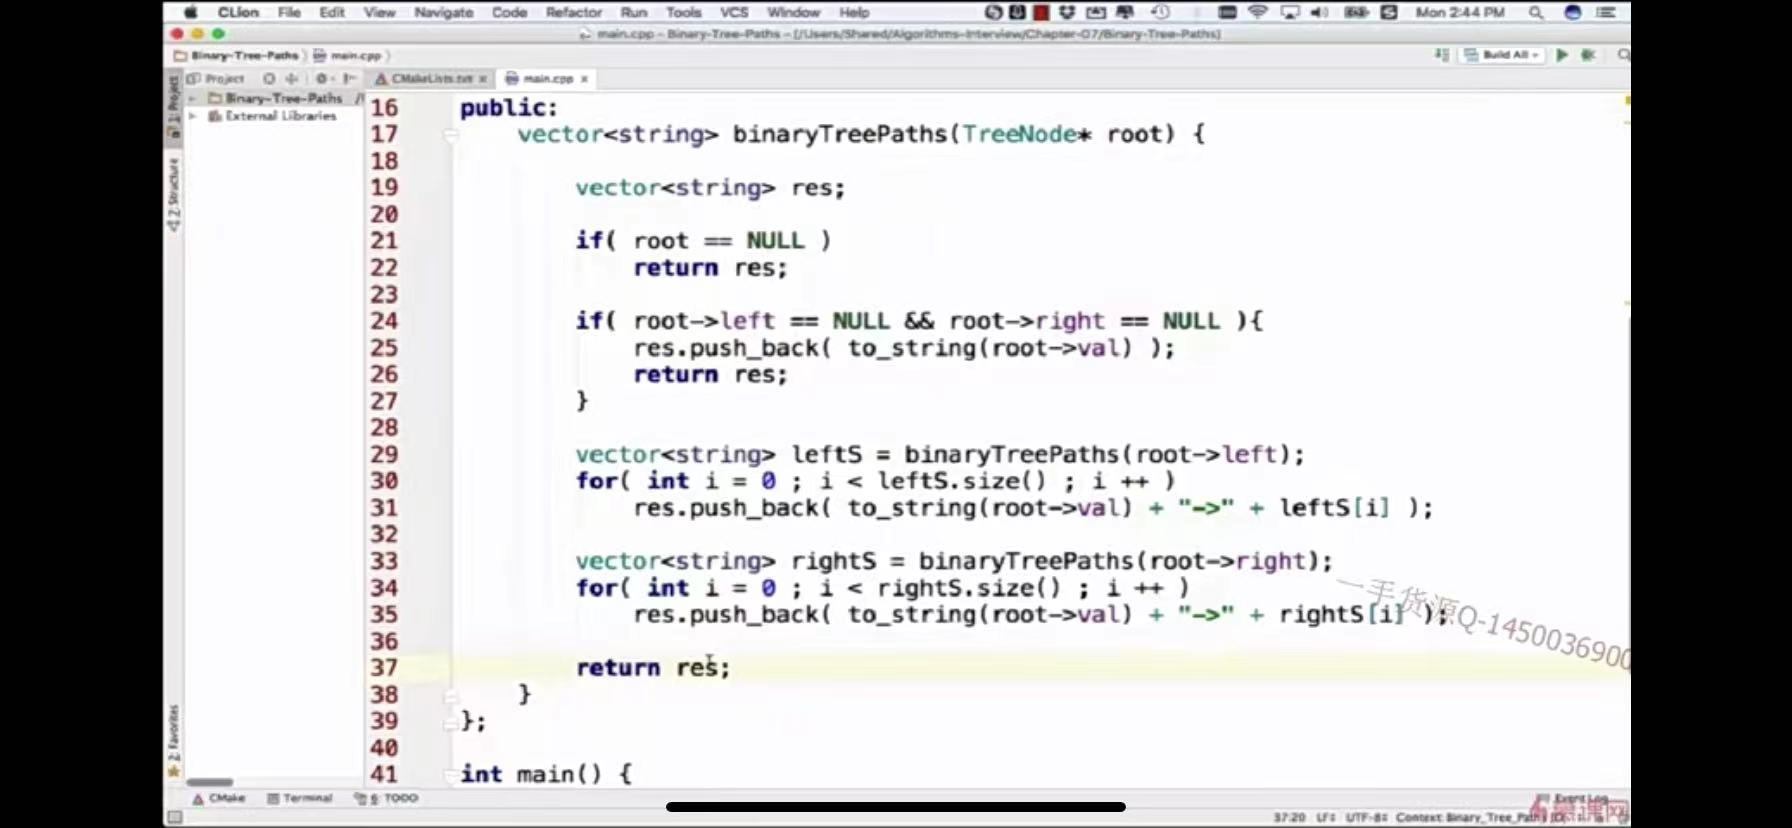 CLion File Edit View Navigate Code Refactor Run Tools VCS Window Help Mon 2:44 PM
main.cpp – Binary-Tree-Paths – [/Users/Shared/Algorithms-Interview/Chapter-07/Binary-Tree-Paths]
Binary-Tree-Paths main.cpp Build All
Project CMakeLists.txt main.cpp
1: Project
Binary-Tree-Paths
External Libraries
Z: Structure
2: Favorites
16 public:
17 vector<string> binaryTreePaths(TreeNode* root) {
18
19 vector<string> res;
20
21 if( root == NULL )
22 return res;
23
24 if( root->left == NULL && root->right == NULL ){
25 res.push_back( to_string(root->val) );
26 return res;
27 }
28
29 vector<string> leftS = binaryTreePaths(root->left);
30 for( int i = 0 ; i < leftS.size() ; i ++ )
31 res.push_back( to_string(root->val) + "->" + leftS[i] );
32
33 vector<string> rightS = binaryTreePaths(root->right);
34 for( int i = 0 ; i < rightS.size() ; i ++ )
35 res.push_back( to_string(root->val) + "->" + rightS[i] );
一手货源Q-1450036900
36
37 return res;
38 }
39 };
40
41 int main() {
CMake Terminal 6: TODO Event Log
慕课网
37:20 LF UTF-8 Context: Binary_Tree_Paths